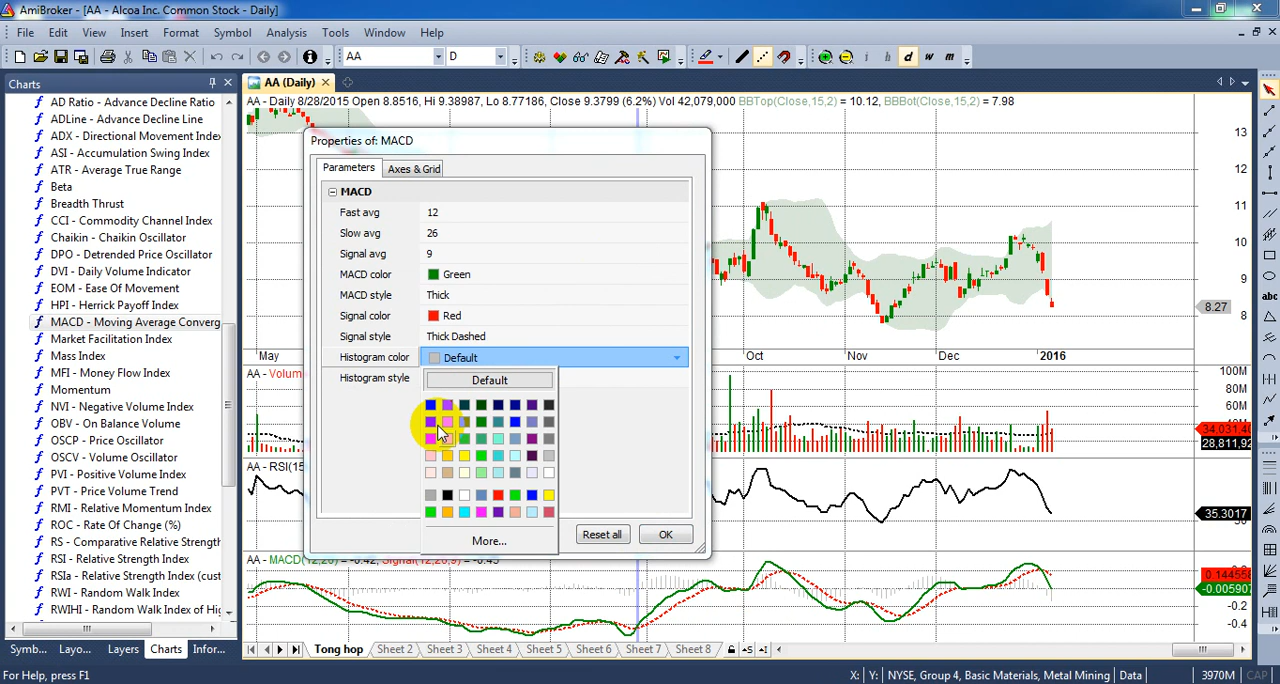 AmiBroker - [AA - Alcoa Inc. Common Stock - Daily]
File Edit View Insert Format Symbol Analysis Tools Window Help
AA D i h d w m
Charts
AA (Daily)
AD Ratio - Advance Decline Ratio
ADLine - Advance Decline Line
ADX - Directional Movement Index
ASI - Accumulation Swing Index
ATR - Average True Range
Beta
Breadth Thrust
CCI - Commodity Channel Index
Chaikin - Chaikin Oscillator
DPO - Detrended Price Oscillator
DVI - Daily Volume Indicator
EOM - Ease Of Movement
HPI - Herrick Payoff Index
MACD - Moving Average Converg
Market Facilitation Index
Mass Index
MFI - Money Flow Index
Momentum
NVI - Negative Volume Index
OBV - On Balance Volume
OSCP - Price Oscillator
OSCV - Volume Oscillator
PVI - Positive Volume Index
PVT - Price Volume Trend
RMI - Relative Momentum Index
ROC - Rate Of Change (%)
RS - Comparative Relative Strength
RSI - Relative Strength Index
RSIa - Relative Strength Index (cust
RWI - Random Walk Index
RWIHI - Random Walk Index of Hig
Symb... Layo... Layers Charts Infor...
AA - Daily 8/28/2015 Open 8.8516, Hi 9.38987, Lo 8.77186, Close 9.3799 (6.2%) Vol 42,076,000 BBTop(Close,15,2) = 10.12, BBBot(Close,15,2) = 7.98
13
12
11
10
9
8.27
8
May Oct Nov Dec 2016
Properties of: MACD
Parameters Axes & Grid
MACD
Fast avg 12
Slow avg 26
Signal avg 9
MACD color Green
MACD style Thick
Signal color Red
Signal style Thick Dashed
Histogram color Default
Histogram style
Default
More...
Reset all OK
AA - Volume
100M
80M
60M
34,031,40
28,811,92
AA - RSI(15
35.3017
AA - MACD(12,26) = -0.42, Signal(12,26,9) = -0.45
0.144558
-0.005907
-0.2
-0.4
Tong hop Sheet 2 Sheet 3 Sheet 4 Sheet 5 Sheet 6 Sheet 7 Sheet 8
abc
For Help, press F1
X: Y: NYSE, Group 4, Basic Materials, Metal Mining 3970M CAP